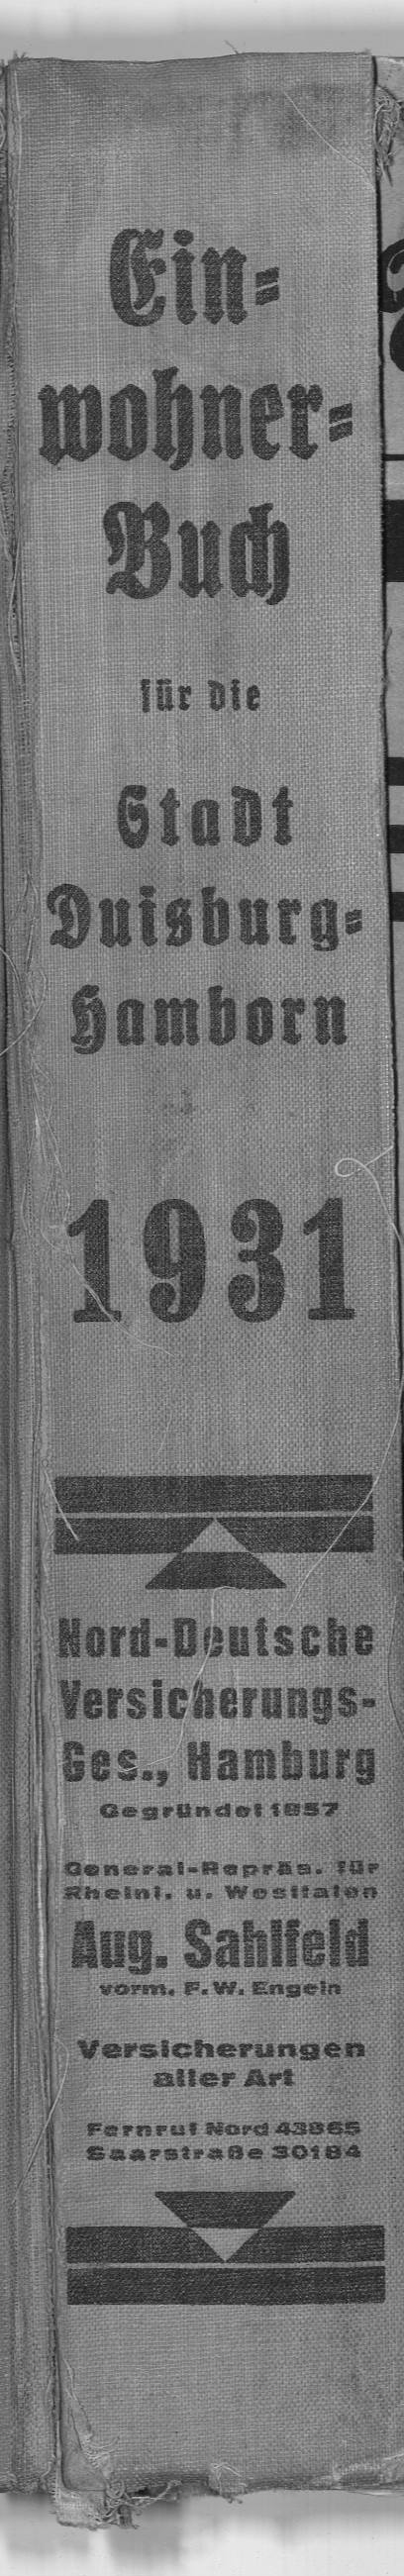 Ein=
wohner=
Buch
für die
Stadt
Duisburg=
Hamborn
1931
Nord-Deutsche
Versicherungs-
Ges., Hamburg
Gegründet 1857
General-Repräs. für
Rheinl. u. Westfalen
Aug. Sahlfeld
vorm. F. W. Engeln
Versicherungen
aller Art
Fernruf Nord 43865
Saarstraße 30184